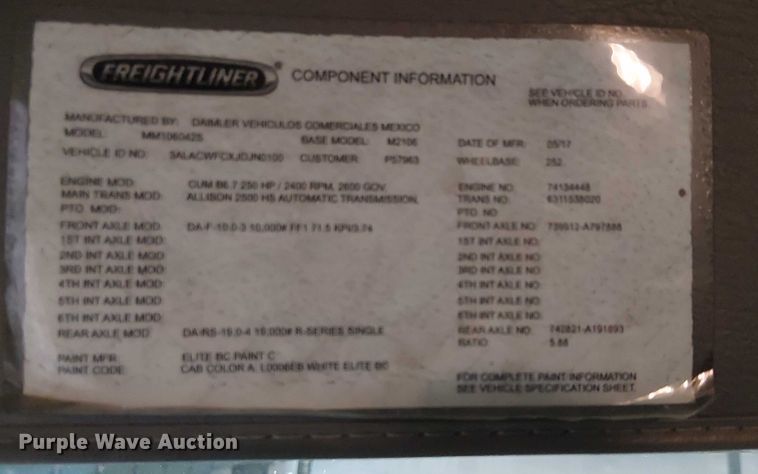 FREIGHTLINER
COMPONENT INFORMATION
SEE VEHICLE ID NO.
WHEN ORDERING PARTS.
MANUFACTURED BY: DAIMLER VEHICULOS COMERCIALES MEXICO
MODEL: MM106042S BASE MODEL: M2106 DATE OF MFR: 05/17
VEHICLE ID NO: 3ALACWFCXJDJN0100 CUSTOMER: P57963 WHEELBASE: 252
ENGINE MOD: CUM B6.7 250 HP / 2400 RPM, 2600 GOV. ENGINE NO: 74134448
MAIN TRANS MOD: ALLISON 2500 HS AUTOMATIC TRANSMISSION, TRANS NO: 6311538020
PTO MOD: PTO NO
FRONT AXLE MOD: DA-F-10.0-3 10,000# FF1 71.5 KPI/3.74 FRONT AXLE NO: 739912-A797888
1ST INT AXLE MOD 1ST INT AXLE NO
2ND INT AXLE MOD 2ND INT AXLE NO
3RD INT AXLE MOD 3RD INT AXLE NO
4TH INT AXLE MOD 4TH INT AXLE NO
5TH INT AXLE MOD 5TH INT AXLE NO
6TH INT AXLE MOD 6TH INT AXLE NO
REAR AXLE MOD DA-RS-19.0-4 19,000# R-SERIES SINGLE REAR AXLE NO: 742821-A191893
RATIO: 5.88
PAINT MFR ELITE BC PAINT C
PAINT CODE: CAB COLOR A: L0006EB WHITE ELITE BC
FOR COMPLETE PAINT INFORMATION
SEE VEHICLE SPECIFICATION SHEET.
Purple Wave Auction